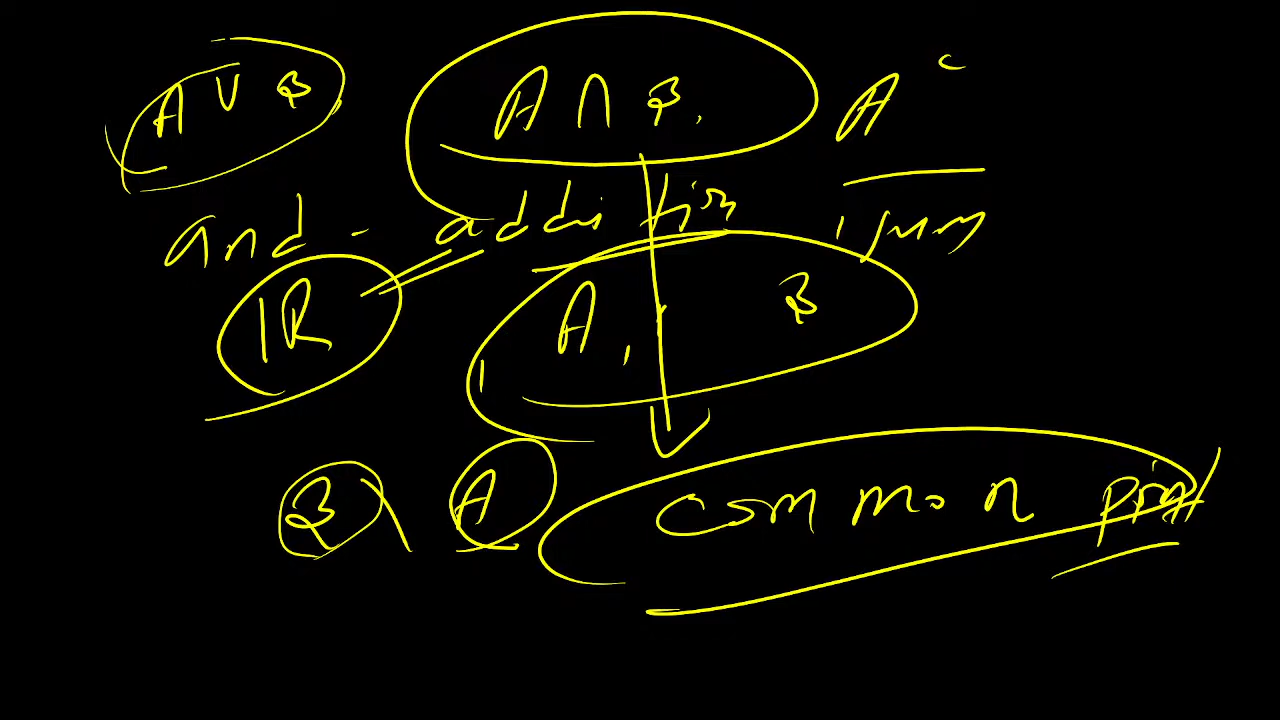 A ∪ B A ∩ B, A^c
and - addition
IR A, B
B \ A common point